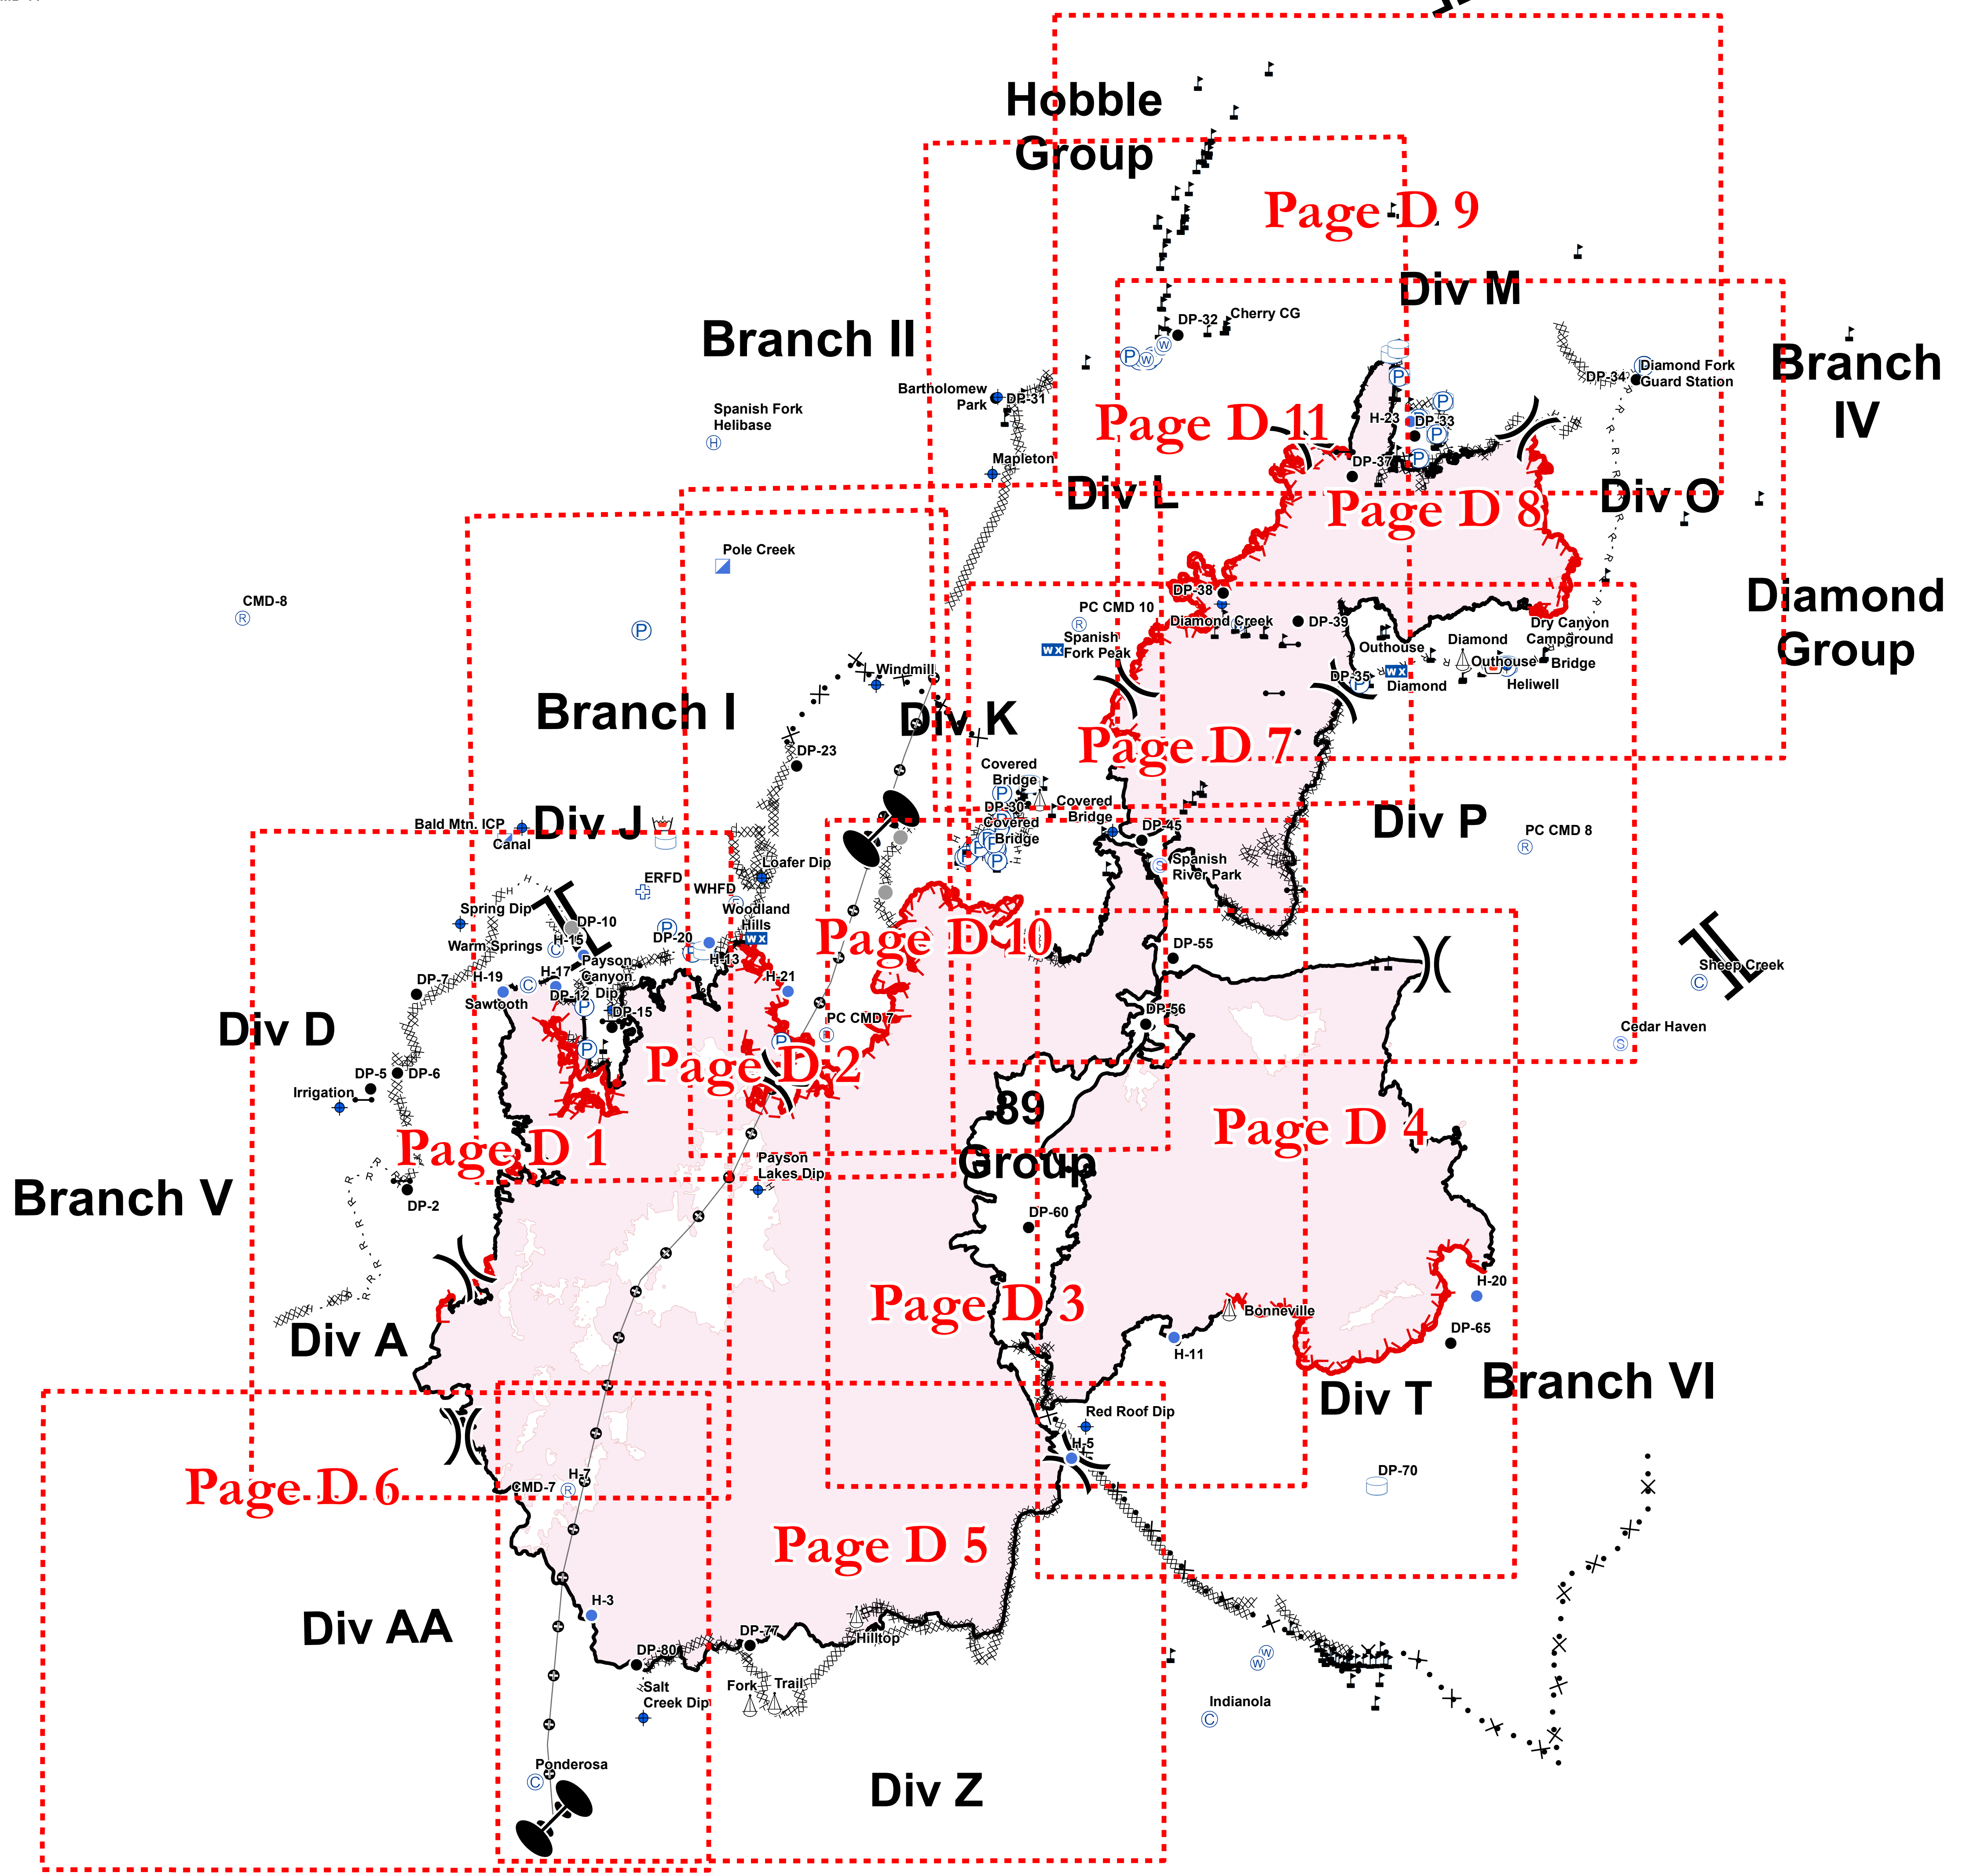 Hobble
Group
Page D 9
Div M
DP-32
Cherry CG
Branch II
Branch
IV
Diamond Fork
Guard Station
DP-34
Bartholomew
Park
DP-31
Spanish Fork
Helibase
H
Page D 11
H-23
DP-33
Mapleton
DP-37
Div L
Page D 8
Div O
Pole Creek
CMD-8
R
P
PC CMD 10
R
DP-38
Diamond Creek
DP-39
Diamond
Group
Dry Canyon
Campground
Spanish
Fork Peak
WX
Outhouse
Diamond
Outhouse
Bridge
Heliwell
DP-35
WX
Diamond
Windmill
Branch I
Div K
Page D 7
DP-23
Covered
Bridge
DP-30
Covered
Bridge
Covered
Bridge
DP-45
Div P
PC CMD 8
R
Bald Mtn. ICP
Canal
Div J
Spanish
River Park
S
Loafer Dip
ERFD
WHFD
Woodland
Hills
WX
Spring Dip
DP-10
Page D 10
DP-20
H-15
Warm Springs
C
H-13
Payson
Canyon
Dip
DP-55
Sheep Creek
C
DP-7
H-19
H-17
H-21
Sawtooth
DP-12
DP-15
PC CMD 7
R
DP-56
Cedar Haven
S
Div D
Page D 2
DP-5
DP-6
Irrigation
89
Group
Page D 4
Page D 1
Payson
Lakes Dip
Branch V
DP-2
DP-60
Page D 3
H-20
Bonneville
Div A
H-11
DP-65
Branch VI
Div T
Red Roof Dip
H-5
DP-70
Page D 6
CMD-7
R
H-7
Page D 5
H-3
Div AA
DP-80
DP-77
Hilltop
Salt
Creek Dip
Fork
Trail
Indianola
C
W
W
Ponderosa
C
Div Z